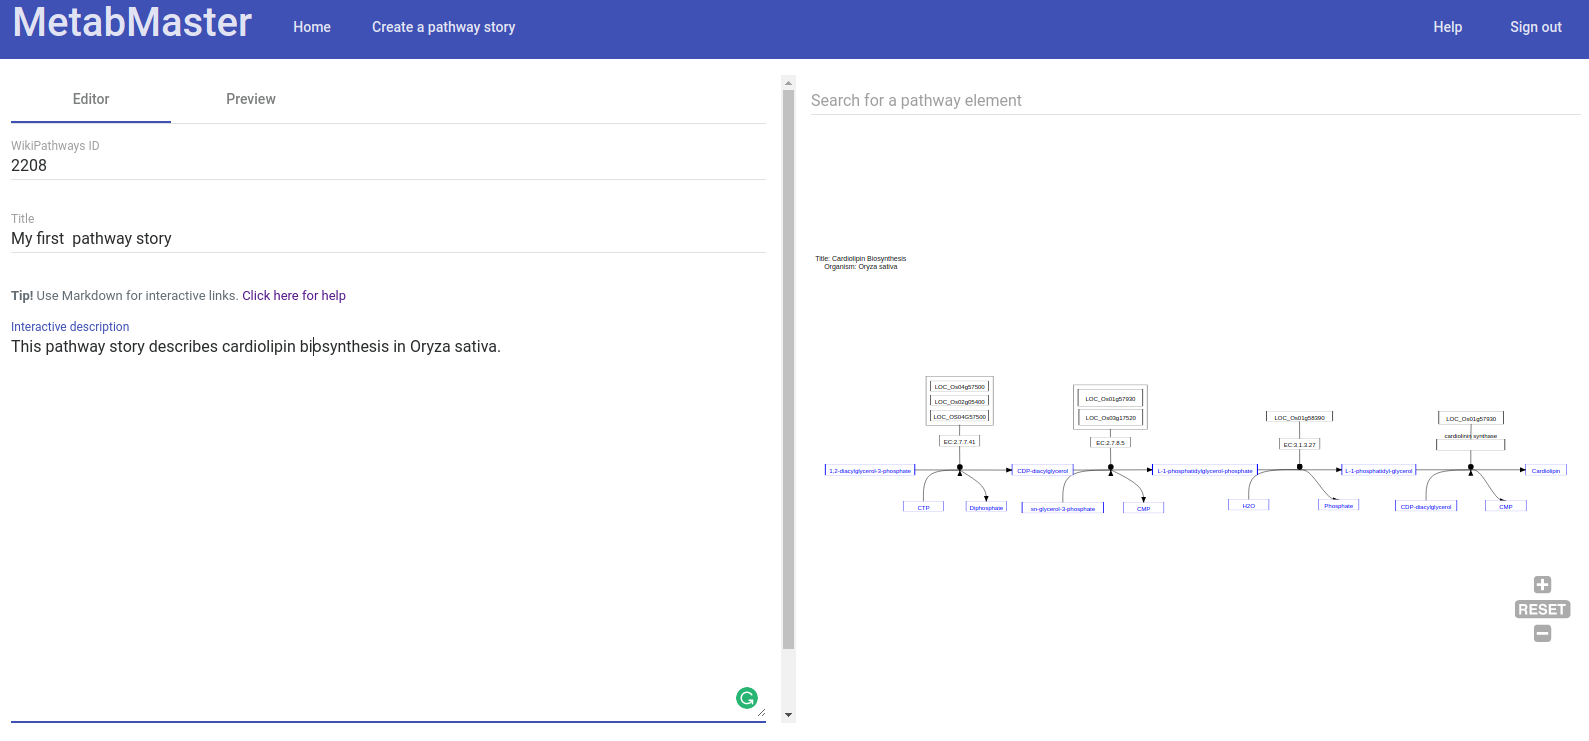 MetabMaster
Home
Create a pathway story
Help
Sign out
Editor
Preview
WikiPathways ID
2208
Title
My first  pathway story
Tip! Use Markdown for interactive links. Click here for help
Interactive description
This pathway story describes cardiolipin biosynthesis in Oryza sativa.
Search for a pathway element
Title: Cardiolipin Biosynthesis
Organism: Oryza sativa
LOC_Os04g57500
LOC_Os02g05400
LOC_OS04G57500
EC:2.7.7.41
LOC_Os01g57930
LOC_Os03g17520
EC:2.7.8.5
LOC_Os01g58390
EC:3.1.3.27
LOC_Os01g57930
cardiolinin synthase
1,2-diacylglycerol-3-phosphate
CDP-diacylglycerol
L-1-phosphatidylglycerol-phosphate
L-1-phosphatidyl-glycerol
Cardiolipin
CTP
Diphosphate
sn-glycerol-3-phosphate
CMP
H2O
Phosphate
CDP-diacylglycerol
CMP
RESET